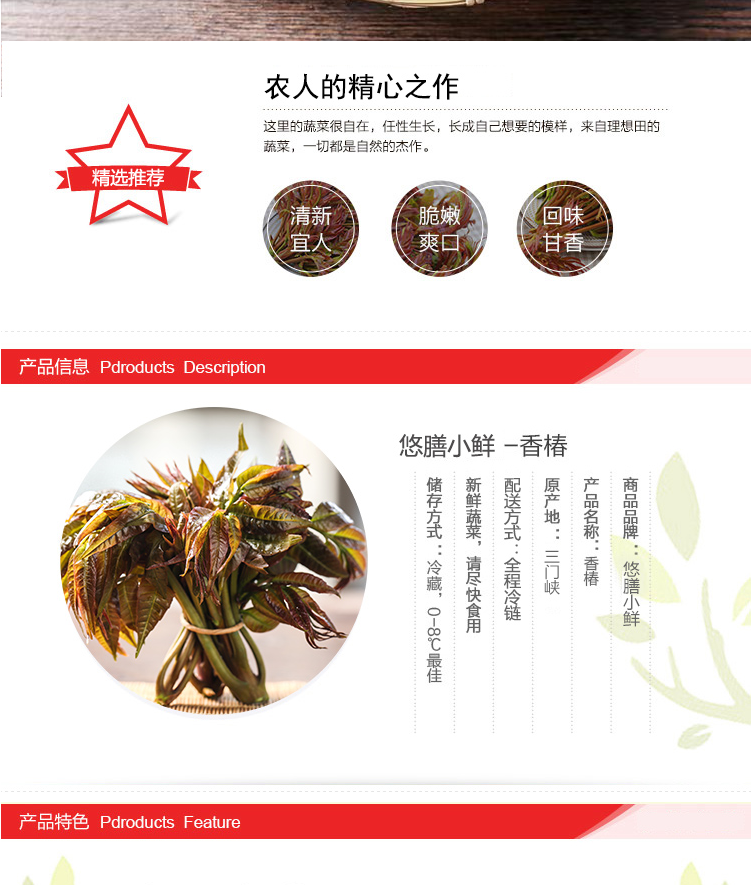 农人的精心之作
这里的蔬菜很自在，任性生长，长成自己想要的模样，来自理想田的
蔬菜，一切都是自然的杰作。
精选推荐
清新
宜人
脆嫩
爽口
回味
甘香
产品信息 Pdroducts Description
悠膳小鲜 –香椿
商品品牌：悠膳小鲜
产品名称：香椿
原产地：三门峡
配送方式：全程冷链
新鲜蔬菜，请尽快食用
储存方式：冷藏，0-8℃最佳
产品特色 Pdroducts Feature